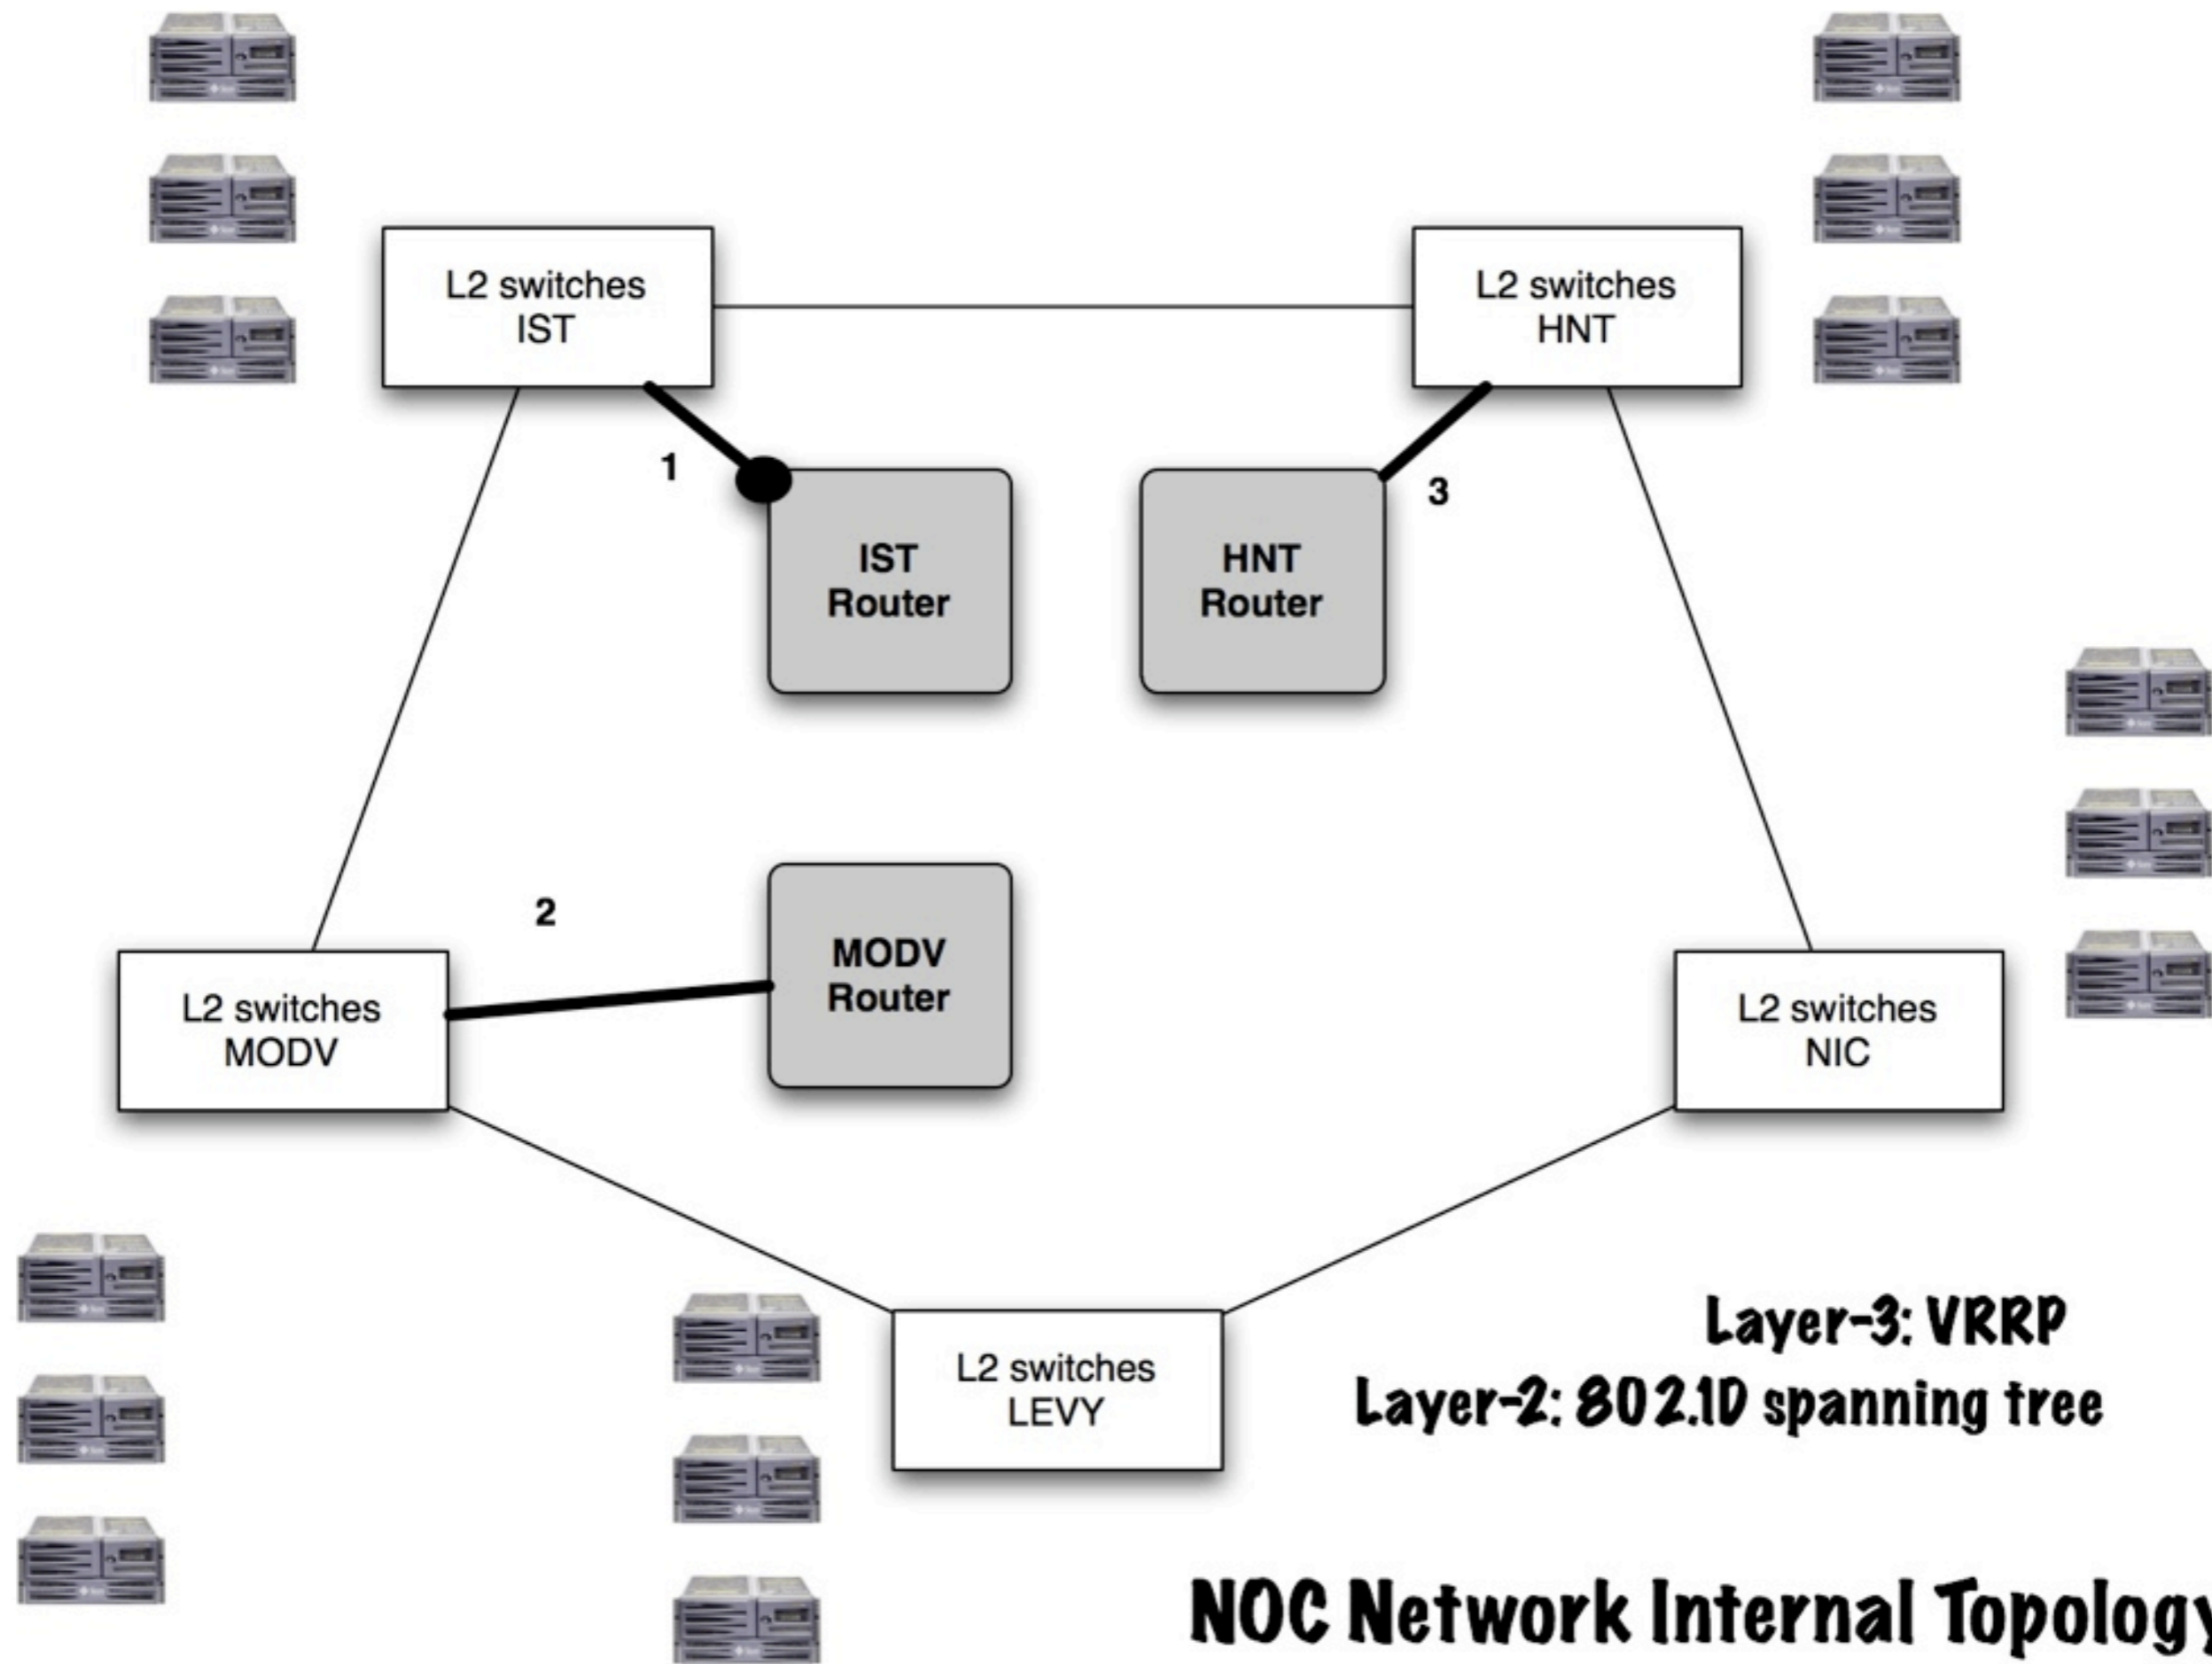 L2 switches
IST
L2 switches
HNT
1
3
IST
Router
HNT
Router
2
MODV
Router
L2 switches
MODV
L2 switches
NIC
L2 switches
LEVY
Layer-3: VRRP
Layer-2: 802.1D spanning tree
NOC Network Internal Topology